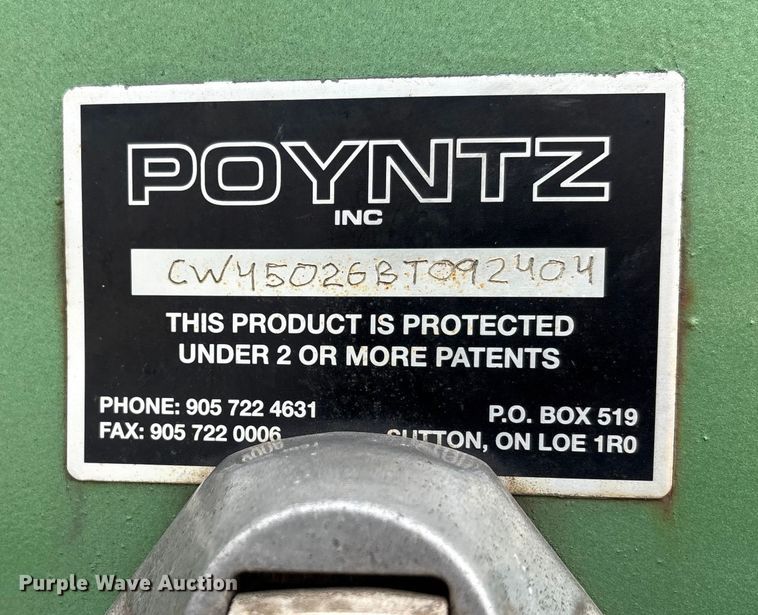 POYNTZ
INC
CW45026BT092404
THIS PRODUCT IS PROTECTED
UNDER 2 OR MORE PATENTS
PHONE: 905 722 4631
FAX: 905 722 0006
P.O. BOX 519
SUTTON, ON LOE 1R0
Purple Wave Auction